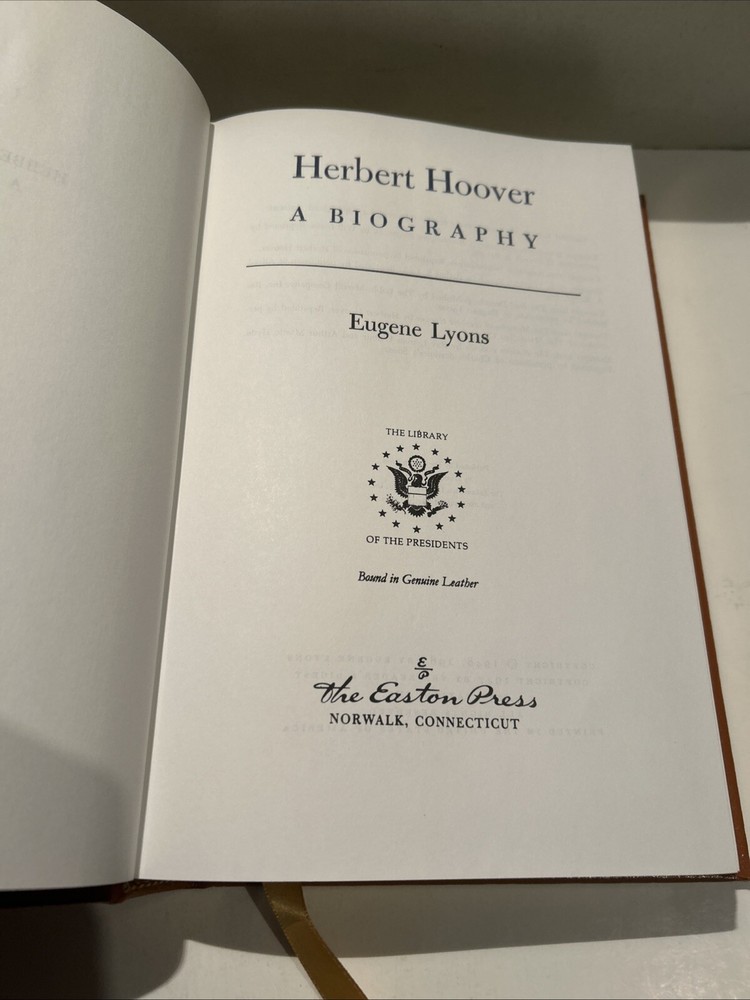 Herbert Hoover
A BIOGRAPHY
Eugene Lyons
THE LIBRARY
OF THE PRESIDENTS
Bound in Genuine Leather
E
P
The Easton Press
NORWALK, CONNECTICUT